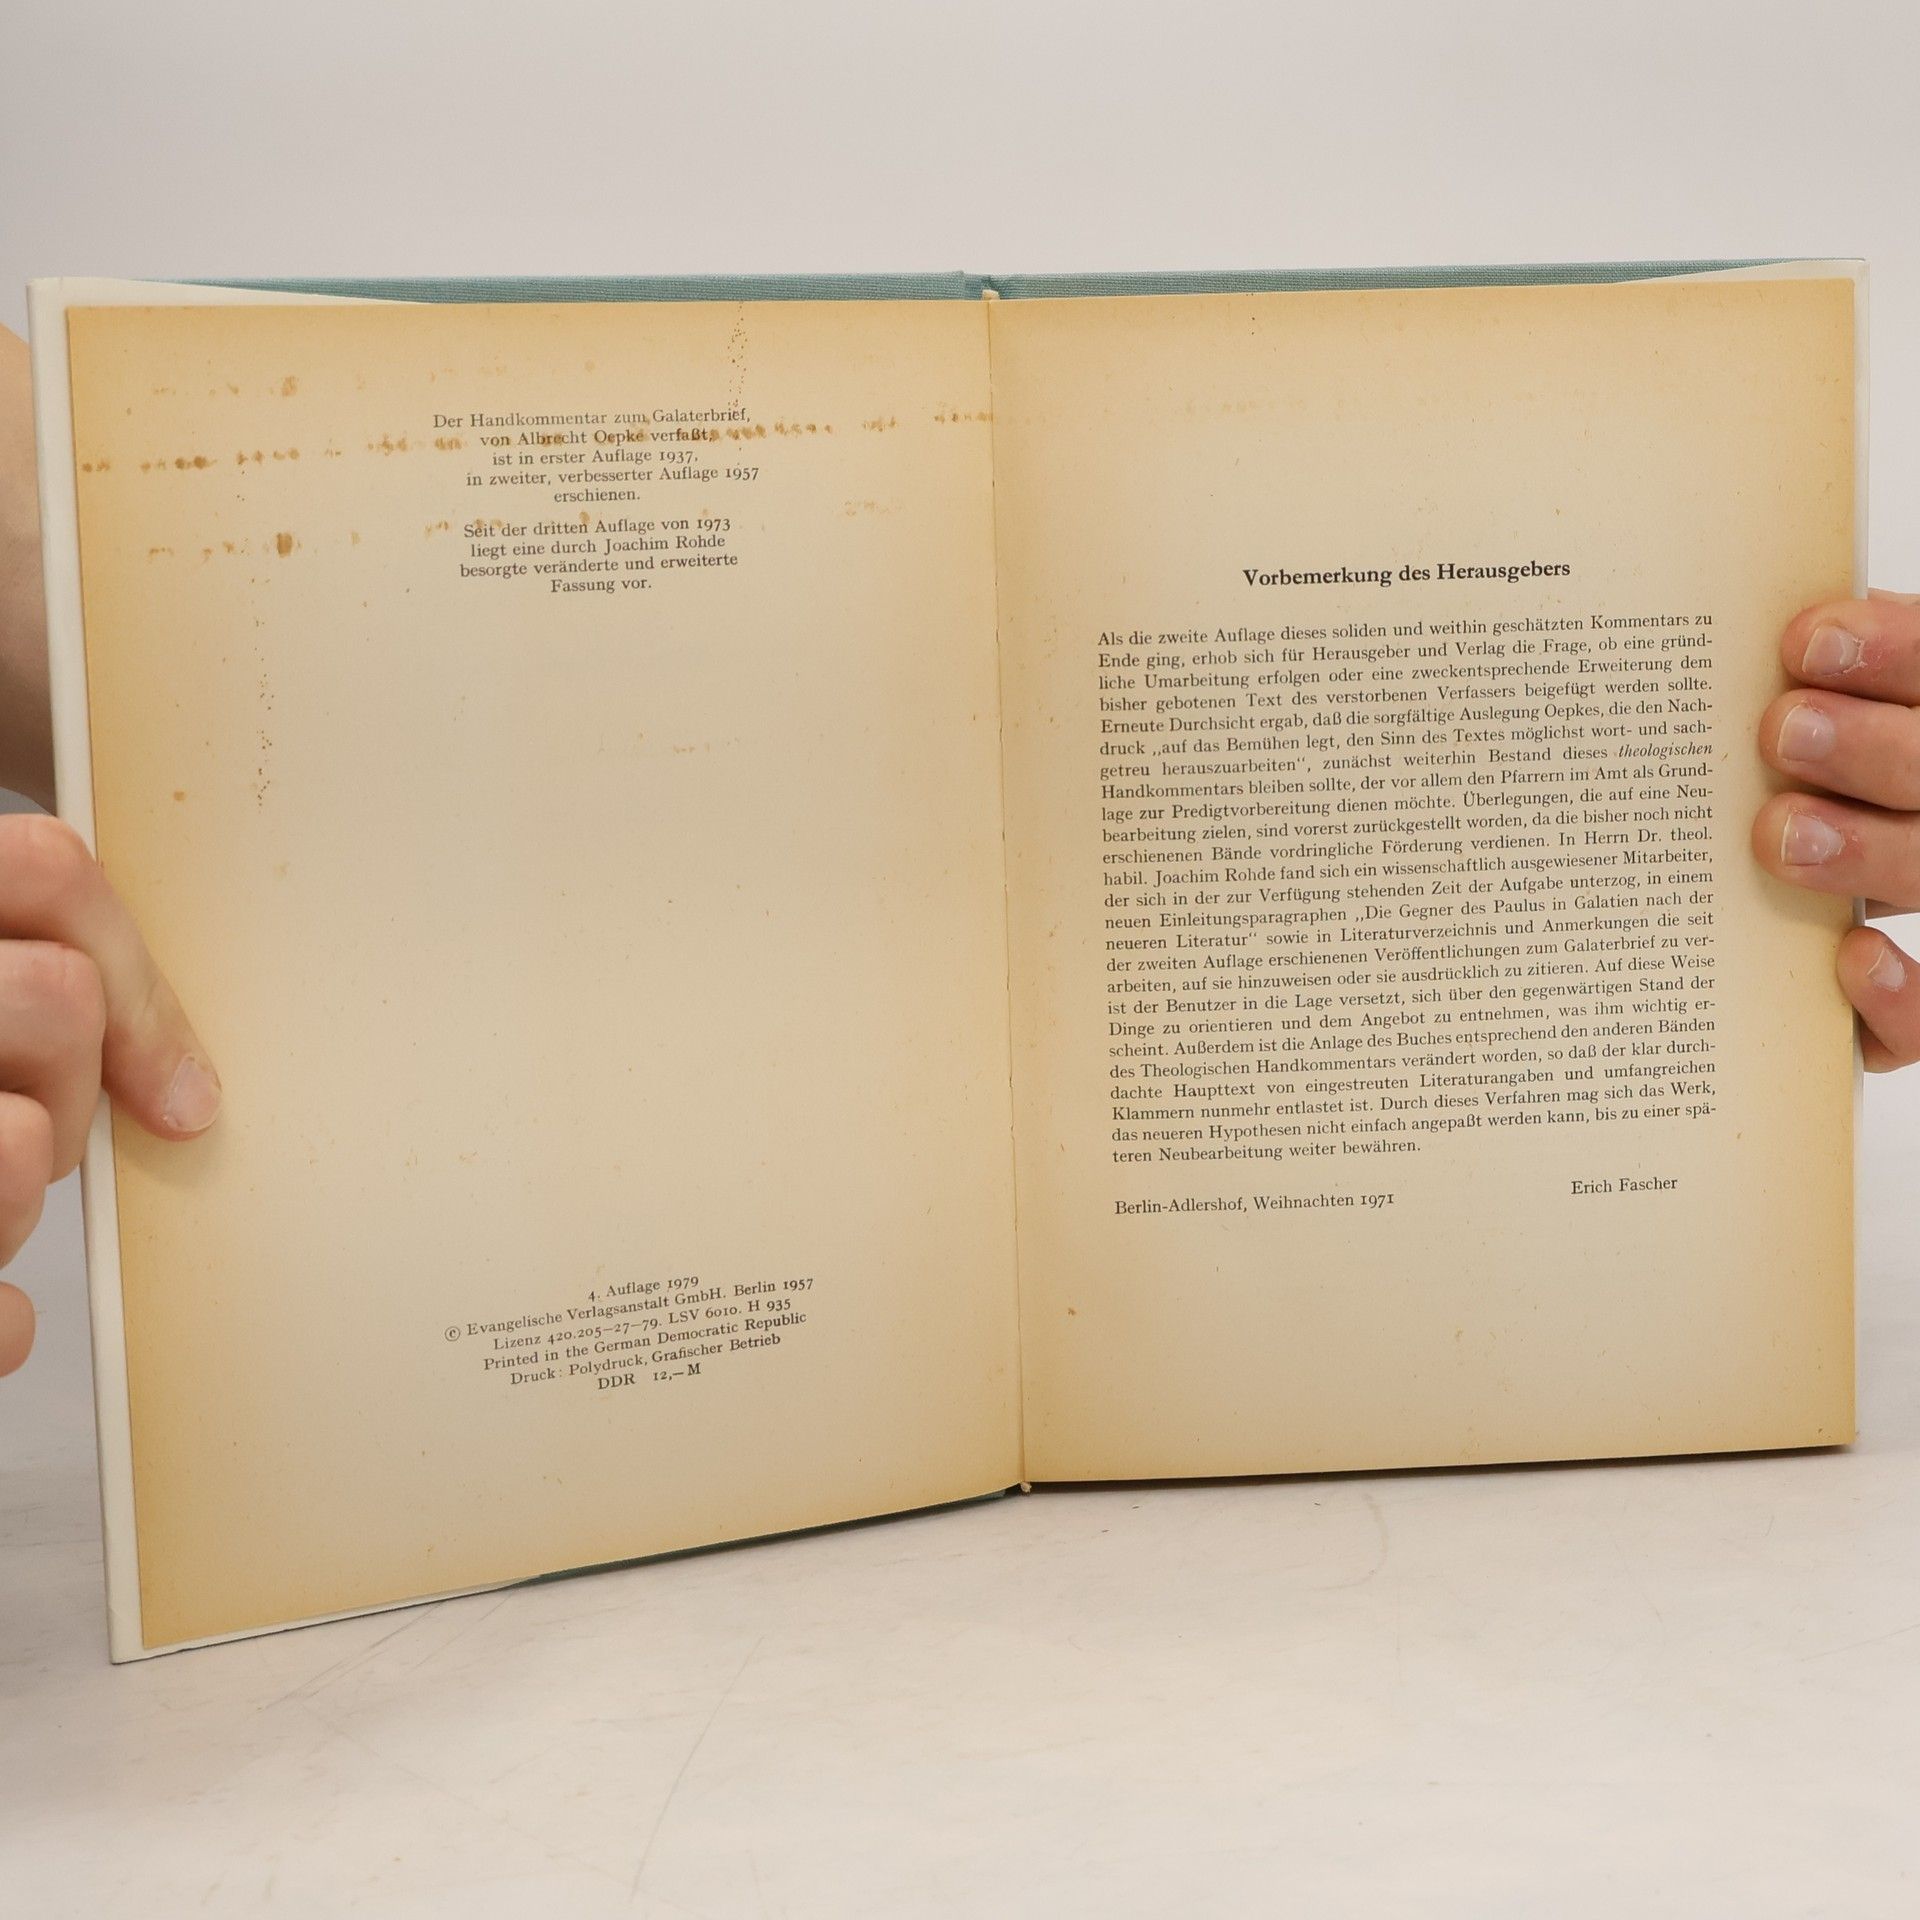 Der Handkommentar zum Galaterbrief,
von Albrecht Oepke verfaßt,
ist in erster Auflage 1937,
in zweiter, verbesserter Auflage 1957
erschienen.
Seit der dritten Auflage von 1973
liegt eine durch Joachim Rohde
besorgte veränderte und erweiterte
Fassung vor.
4. Auflage 1979
© Evangelische Verlagsanstalt GmbH. Berlin 1957
Lizenz 420.205–27–79. LSV 6010. H 935
Printed in the German Democratic Republic
Druck: Polydruck, Grafischer Betrieb
DDR 12,– M
Vorbemerkung des Herausgebers
Als die zweite Auflage dieses soliden und weithin geschätzten Kommentars zu
Ende ging, erhob sich für Herausgeber und Verlag die Frage, ob eine gründ-
liche Umarbeitung erfolgen oder eine zweckentsprechende Erweiterung dem
bisher gebotenen Text des verstorbenen Verfassers beigefügt werden sollte.
Erneute Durchsicht ergab, daß die sorgfältige Auslegung Oepkes, die den Nach-
druck „auf das Bemühen legt, den Sinn des Textes möglichst wort- und sach-
getreu herauszuarbeiten“, zunächst weiterhin Bestand dieses theologischen
Handkommentars bleiben sollte, der vor allem den Pfarrern im Amt als Grund-
lage zur Predigtvorbereitung dienen möchte. Überlegungen, die auf eine Neu-
bearbeitung zielen, sind vorerst zurückgestellt worden, da die bisher noch nicht
erschienenen Bände vordringliche Förderung verdienen. In Herrn Dr. theol.
habil. Joachim Rohde fand sich ein wissenschaftlich ausgewiesener Mitarbeiter,
der sich in der zur Verfügung stehenden Zeit der Aufgabe unterzog, in einem
neuen Einleitungsparagraphen „Die Gegner des Paulus in Galatien nach der
neueren Literatur“ sowie in Literaturverzeichnis und Anmerkungen die seit
der zweiten Auflage erschienenen Veröffentlichungen zum Galaterbrief zu ver-
arbeiten, auf sie hinzuweisen oder sie ausdrücklich zu zitieren. Auf diese Weise
ist der Benutzer in die Lage versetzt, sich über den gegenwärtigen Stand der
Dinge zu orientieren und dem Angebot zu entnehmen, was ihm wichtig er-
scheint. Außerdem ist die Anlage des Buches entsprechend den anderen Bänden
des Theologischen Handkommentars verändert worden, so daß der klar durch-
dachte Haupttext von eingestreuten Literaturangaben und umfangreichen
Klammern nunmehr entlastet ist. Durch dieses Verfahren mag sich das Werk,
das neueren Hypothesen nicht einfach angepaßt werden kann, bis zu einer spä-
teren Neubearbeitung weiter bewähren.
Berlin-Adlershof, Weihnachten 1971 Erich Fascher